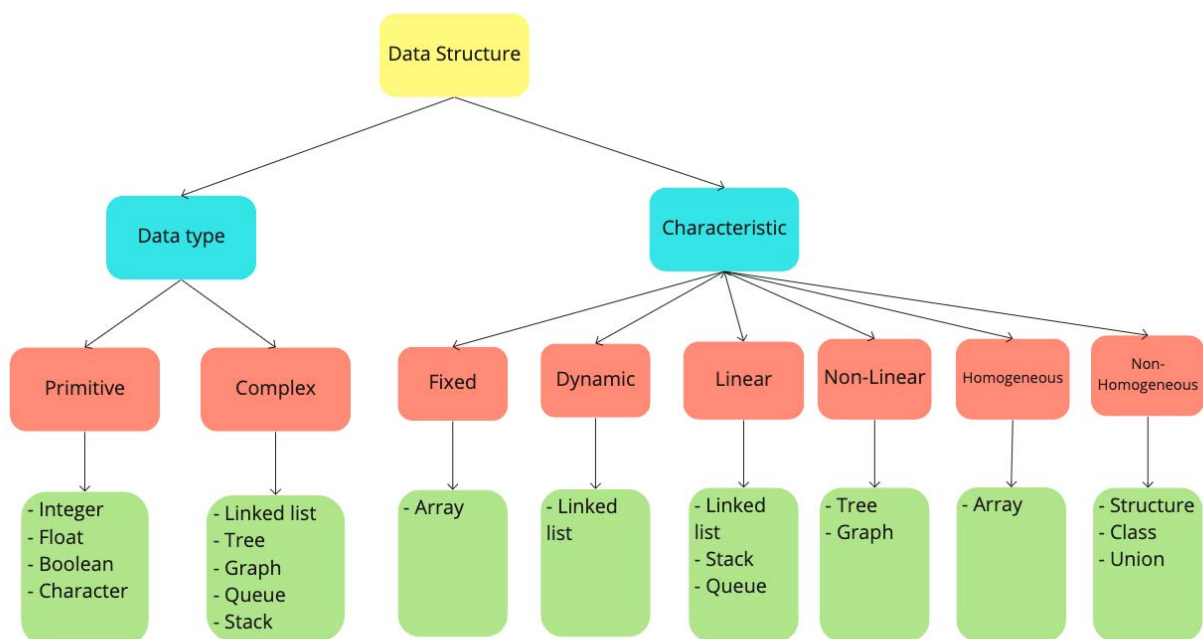 Data Structure
Data type
Characteristic
Primitive
Complex
Fixed
Dynamic
Linear
Non-Linear
Homogeneous
Non-
Homogeneous
- Integer
- Float
- Boolean
- Character
- Linked list
- Tree
- Graph
- Queue
- Stack
- Array
- Linked
list
- Linked
list
- Stack
- Queue
- Tree
- Graph
- Array
- Structure
- Class
- Union